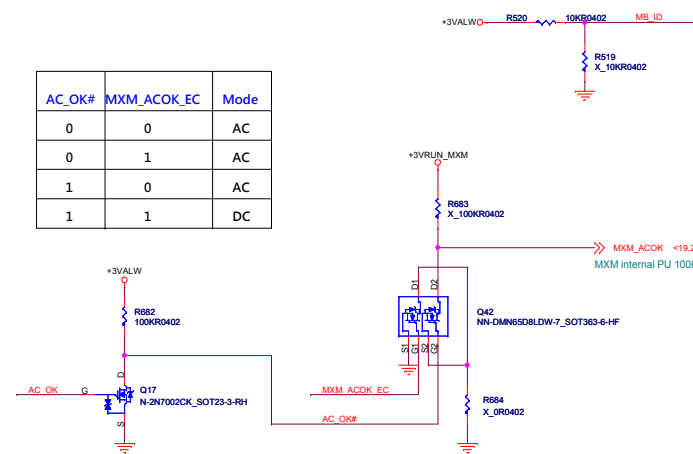 +3VALW
R520
10KR0402
MB_ID
R519
X_10KR0402
AC_OK# MXM_ACOK_EC Mode
0 0 AC
0 1 AC
1 0 AC
1 1 DC
+3VRUN_MXM
R683
X_100KR0402
MXM_ACOK <19,2
MXM internal PU 100K
+3VALW
R682
100KR0402
D1
D2
Q42
NN-DMN65D8LDW-7_SOT363-6-HF
S1
G1
S2
G2
D
AC_OK
G
Q17
N-2N7002CK_SOT23-3-RH
S
MXM_ACOK_EC
AC_OK#
R684
X_0R0402